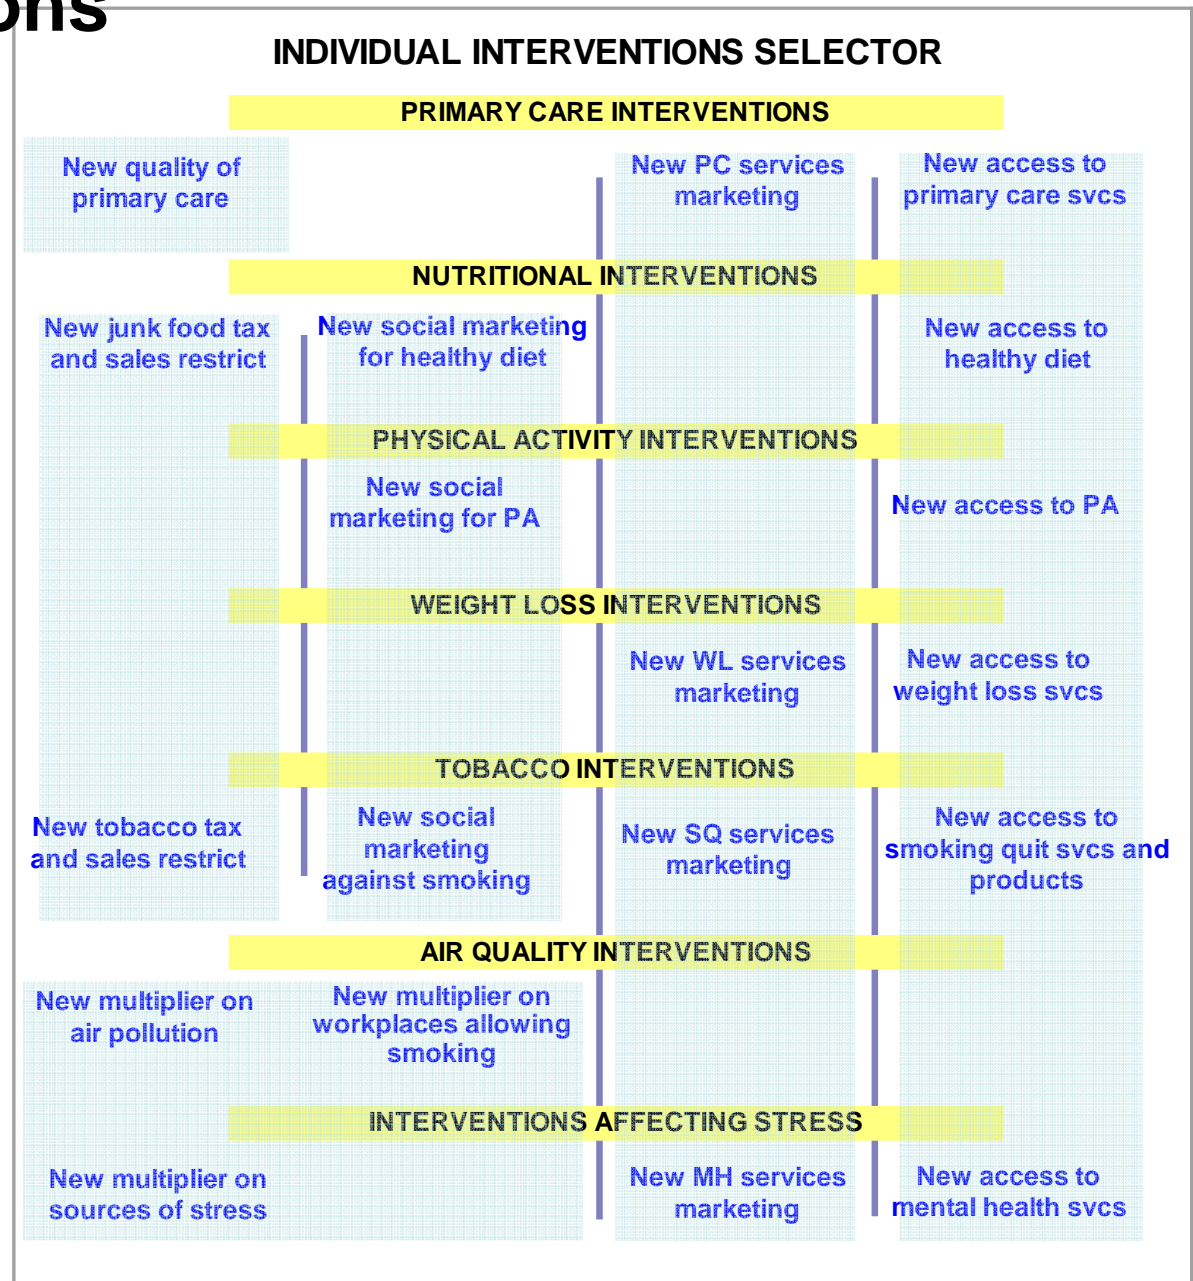 ons
INDIVIDUAL INTERVENTIONS SELECTOR
PRIMARY CARE INTERVENTIONS
New quality of
primary care
New PC services
marketing
New access to
primary care svcs
NUTRITIONAL INTERVENTIONS
New junk food tax
and sales restrict
New social marketing
for healthy diet
New access to
healthy diet
PHYSICAL ACTIVITY INTERVENTIONS
New social
marketing for PA
New access to PA
WEIGHT LOSS INTERVENTIONS
New WL services
marketing
New access to
weight loss svcs
TOBACCO INTERVENTIONS
New tobacco tax
and sales restrict
New social
marketing
against smoking
New SQ services
marketing
New access to
smoking quit svcs and
products
AIR QUALITY INTERVENTIONS
New multiplier on
air pollution
New multiplier on
workplaces allowing
smoking
INTERVENTIONS AFFECTING STRESS
New multiplier on
sources of stress
New MH services
marketing
New access to
mental health svcs